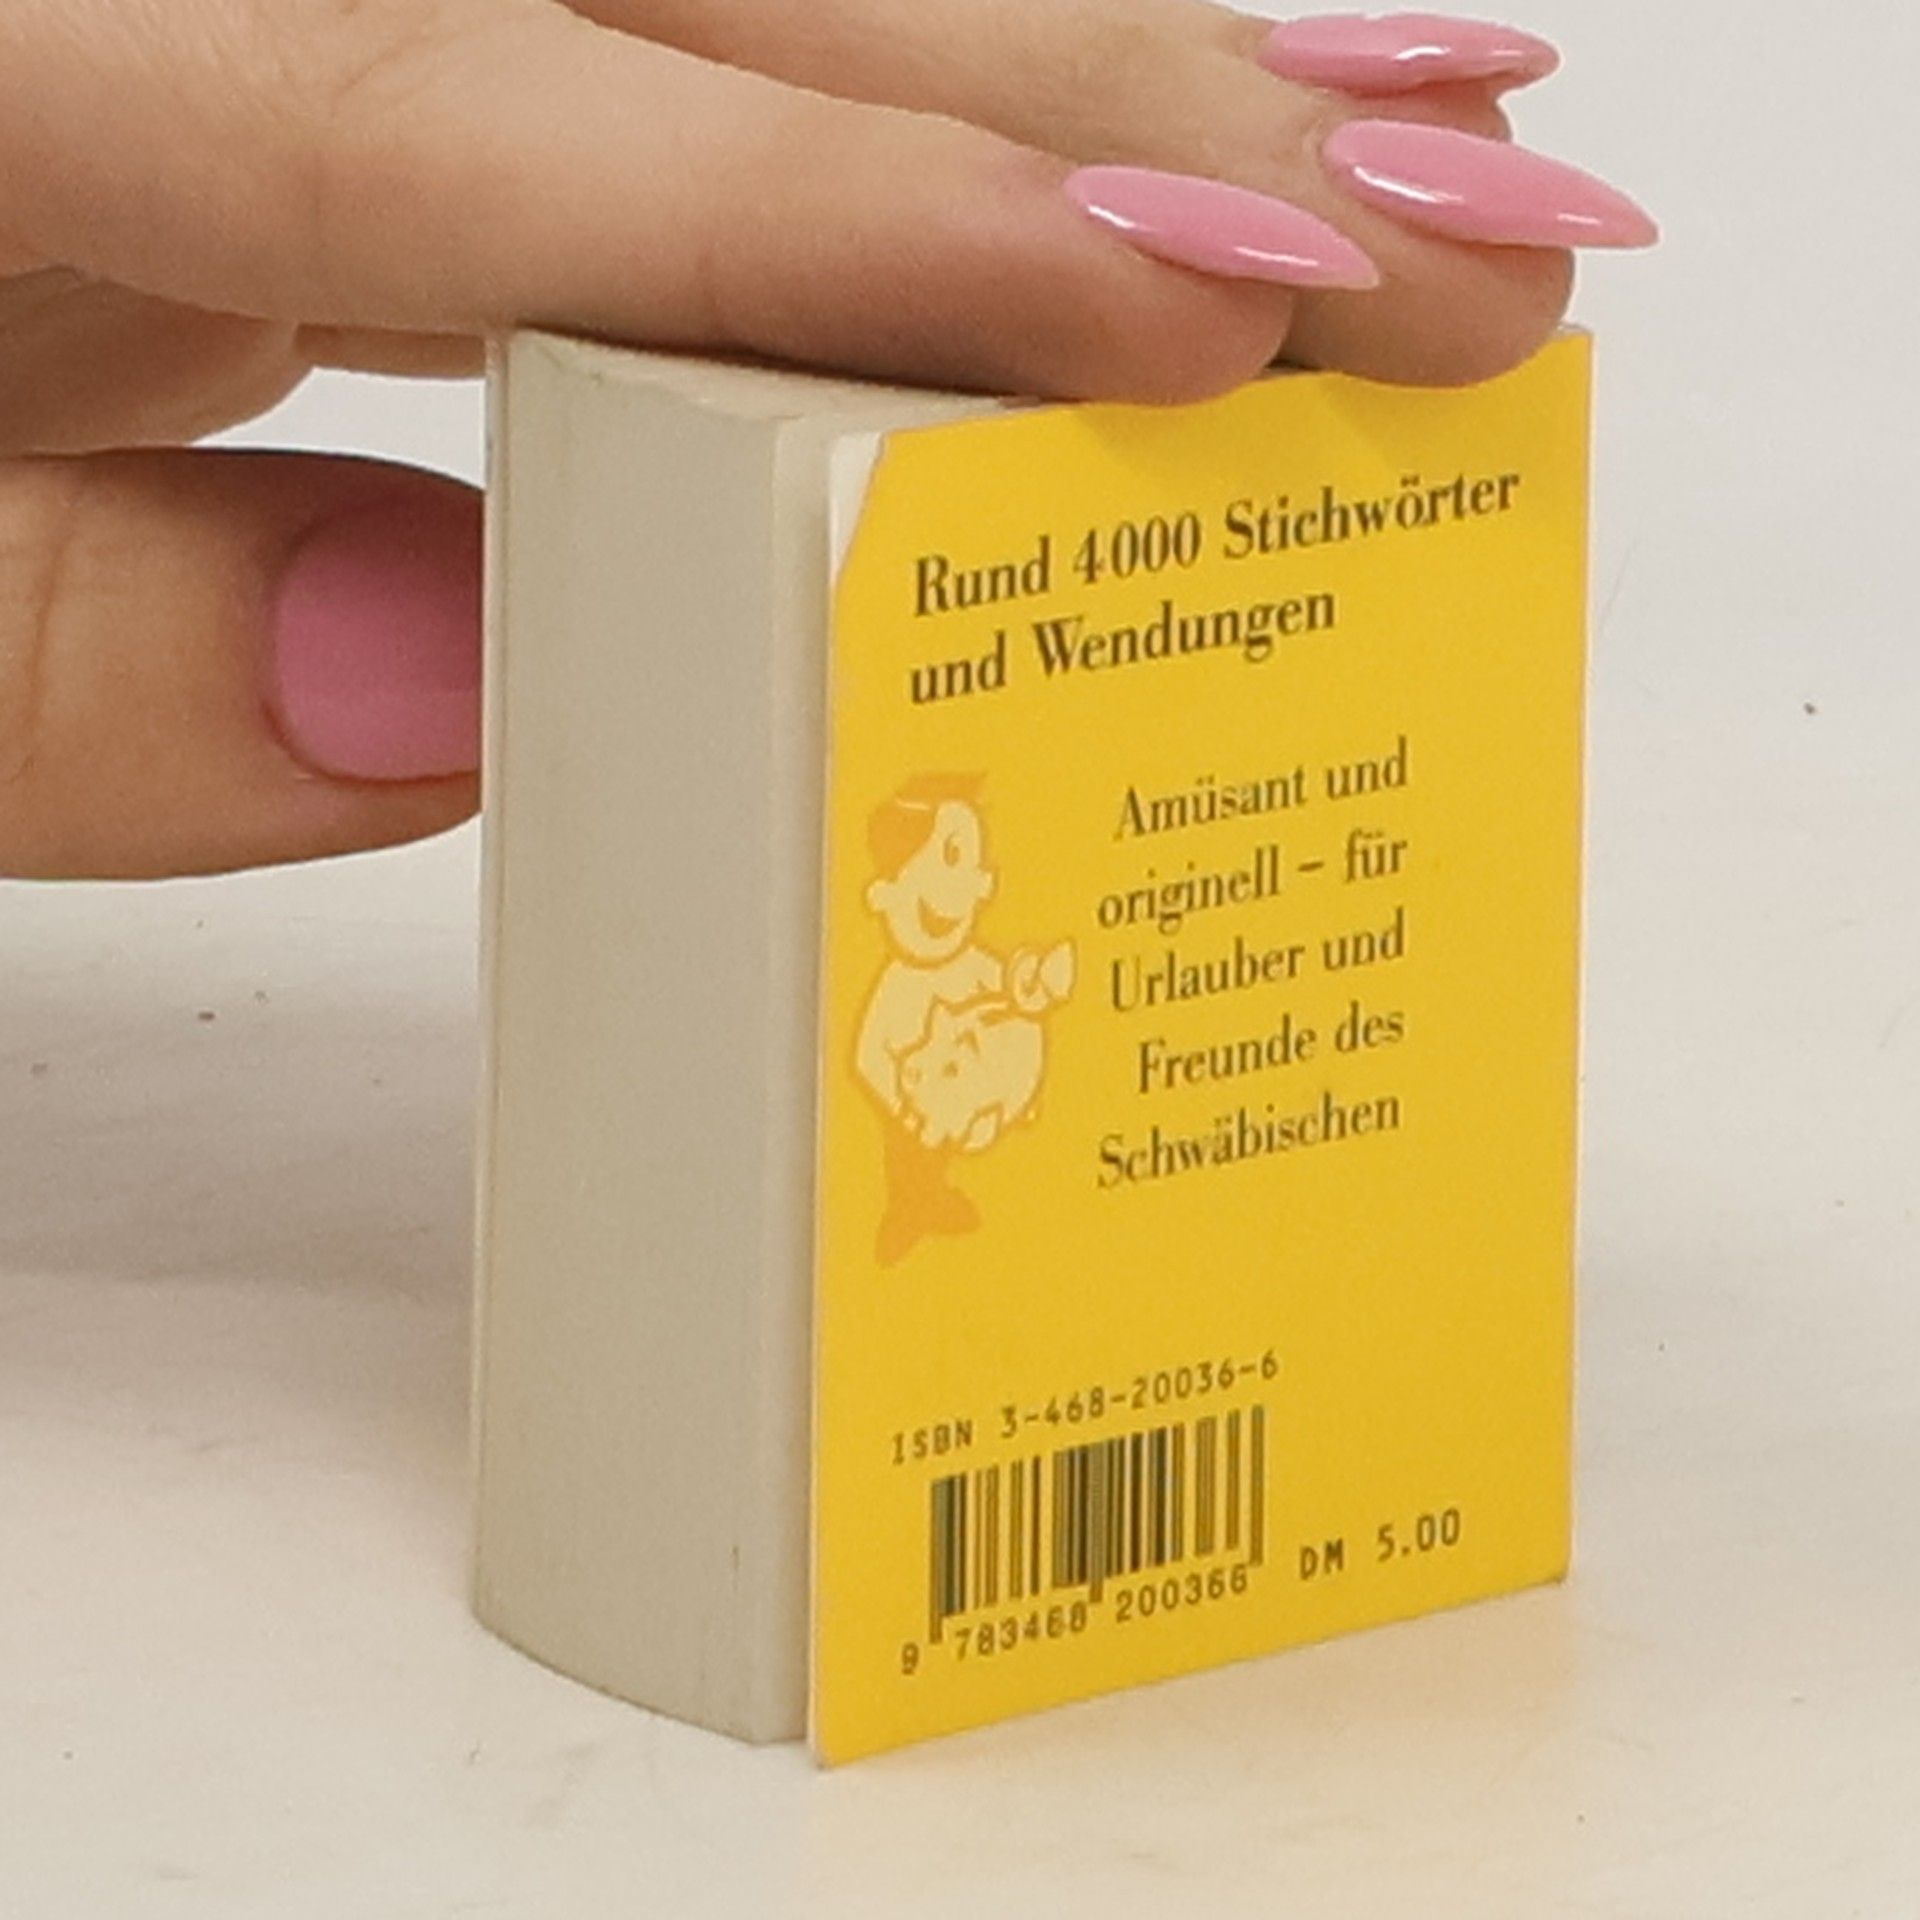 Rund 4000 Stichwörter
und Wendungen
Amüsant und
originell – für
Urlauber und
Freunde des
Schwäbischen
ISBN 3-468-20036-6
9 783468 200366
DM 5.00